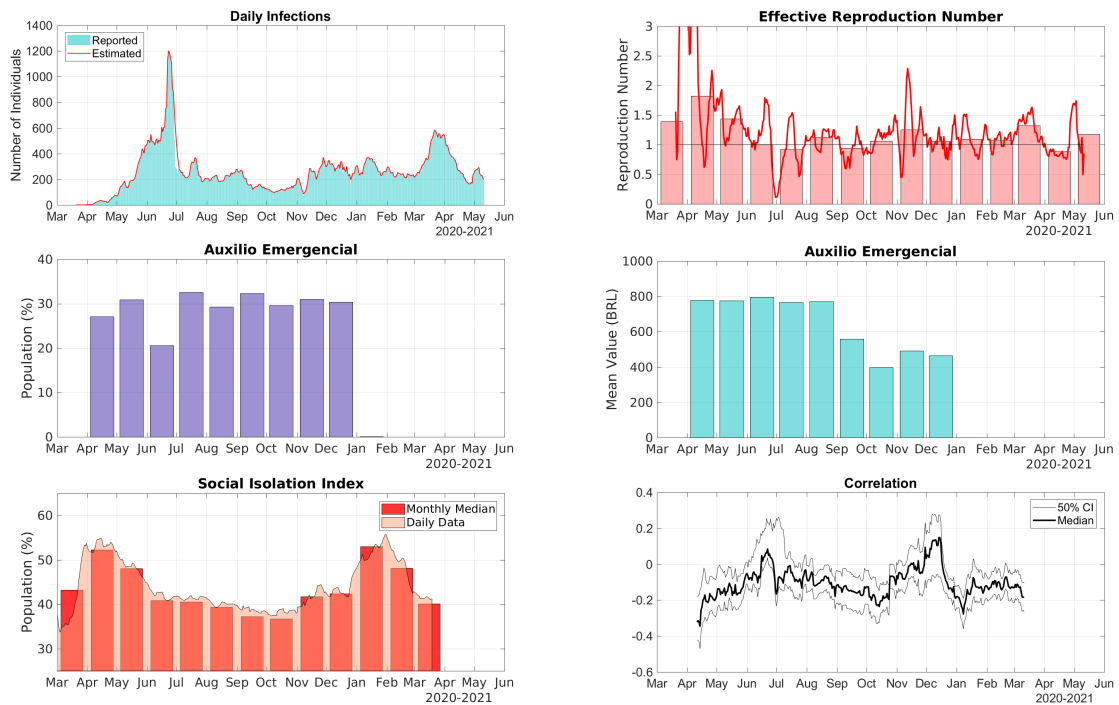 Daily Infections
1400
1200
1000
800
600
400
200
0
Number of Individuals
Reported
Estimated
Mar Apr May Jun Jul Aug Sep Oct Nov Dec Jan Feb Mar Apr May Jun
2020-2021
Effective Reproduction Number
3
2.5
2
1.5
1
0.5
0
Reproduction Number
Mar Apr May Jun Jul Aug Sep Oct Nov Dec Jan Feb Mar Apr May Jun
2020-2021
Auxilio Emergencial
40
30
20
10
0
Population (%)
Mar Apr May Jun Jul Aug Sep Oct Nov Dec Jan Feb Mar Apr May Jun
2020-2021
Auxilio Emergencial
1000
800
600
400
200
0
Mean Value (BRL)
Mar Apr May Jun Jul Aug Sep Oct Nov Dec Jan Feb Mar Apr May Jun
2020-2021
Social Isolation Index
60
50
40
30
Population (%)
Monthly Median
Daily Data
Mar Apr May Jun Jul Aug Sep Oct Nov Dec Jan Feb Mar Apr May Jun
2020-2021
Correlation
0.4
0.2
0
-0.2
-0.4
-0.6
50% CI
Median
Mar Apr May Jun Jul Aug Sep Oct Nov Dec Jan Feb Mar Apr May Jun
2020-2021